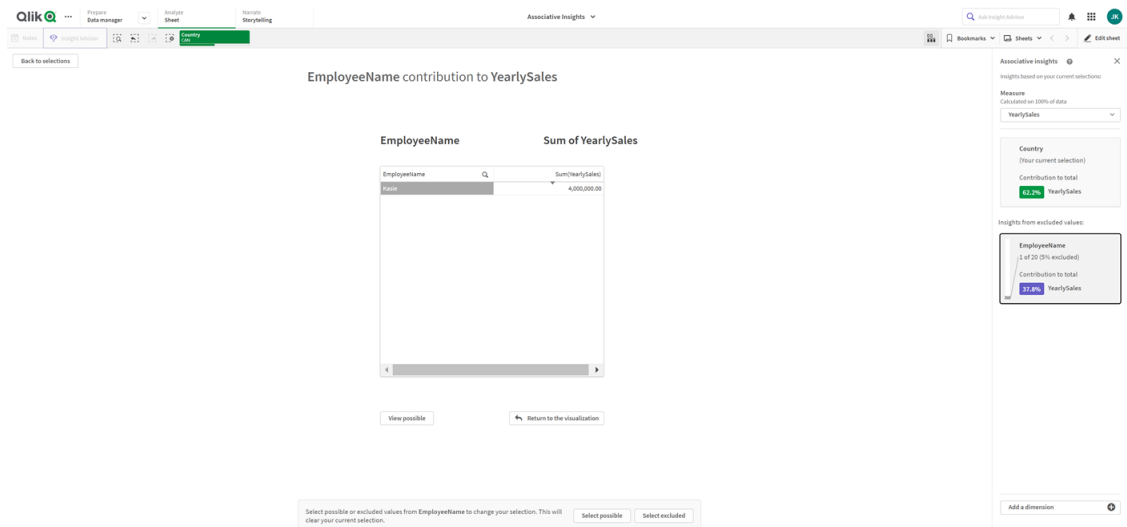 Qlik
Prepare
Data manager
Analyze
Sheet
Narrate
Storytelling
Associative Insights
Ask Insight Advisor
JK
Notes
Insight Advisor
Country
CAN
Bookmarks
Sheets
Edit sheet
Back to selections
EmployeeName contribution to YearlySales
EmployeeName
Sum of YearlySales
EmployeeName
Sum(YearlySales)
Kasie
4,000,000.00
View possible
Return to the visualization
Select possible or excluded values from EmployeeName to change your selection. This will
clear your current selection.
Select possible
Select excluded
Associative insights
Insights based on your current selections:
Measure
Calculated on 100% of data
YearlySales
Country
(Your current selection)
Contribution to total
62.2% YearlySales
Insights from excluded values:
EmployeeName
1 of 20 (5% excluded)
Contribution to total
37.8% YearlySales
Add a dimension